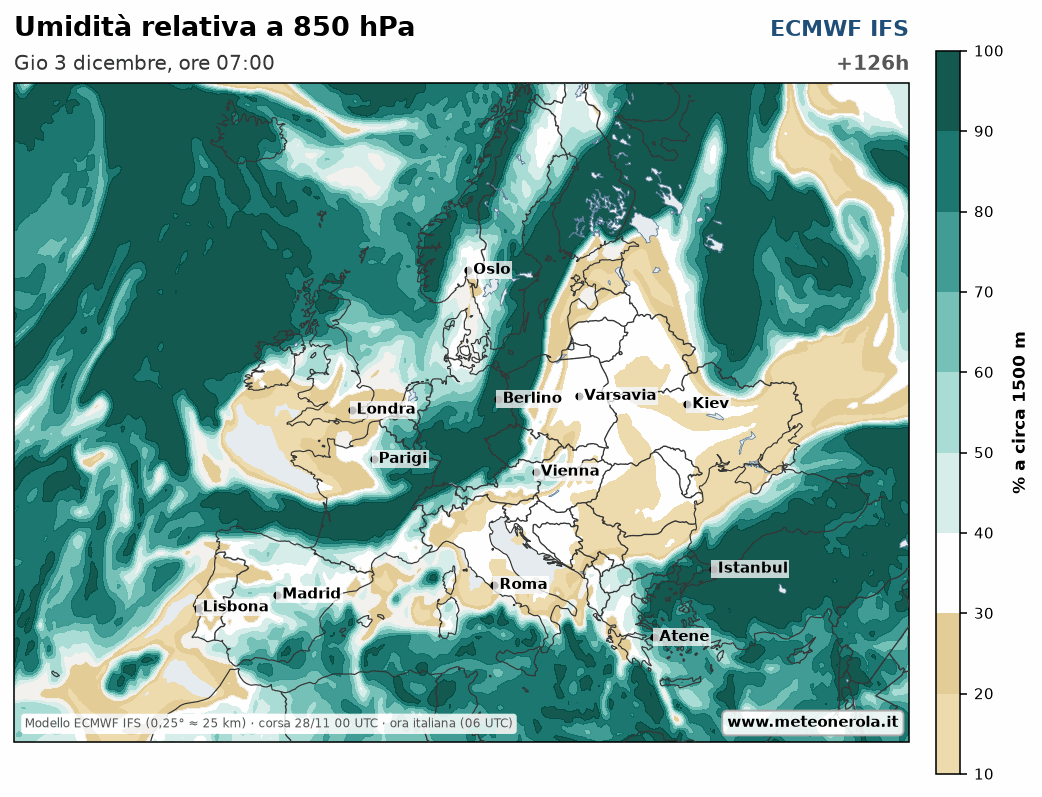 Umidità relativa a 850 hPa
ECMWF IFS
Gio 3 dicembre, ore 07:00
+126h
100
90
80
70
60
50
40
30
20
10
% a circa 1500 m
Oslo
Berlino
Varsavia
Kiev
Londra
Parigi
Vienna
Istanbul
Roma
Madrid
Lisbona
Atene
Modello ECMWF IFS (0,25° ≈ 25 km) · corsa 28/11 00 UTC · ora italiana (06 UTC)
www.meteonerola.it